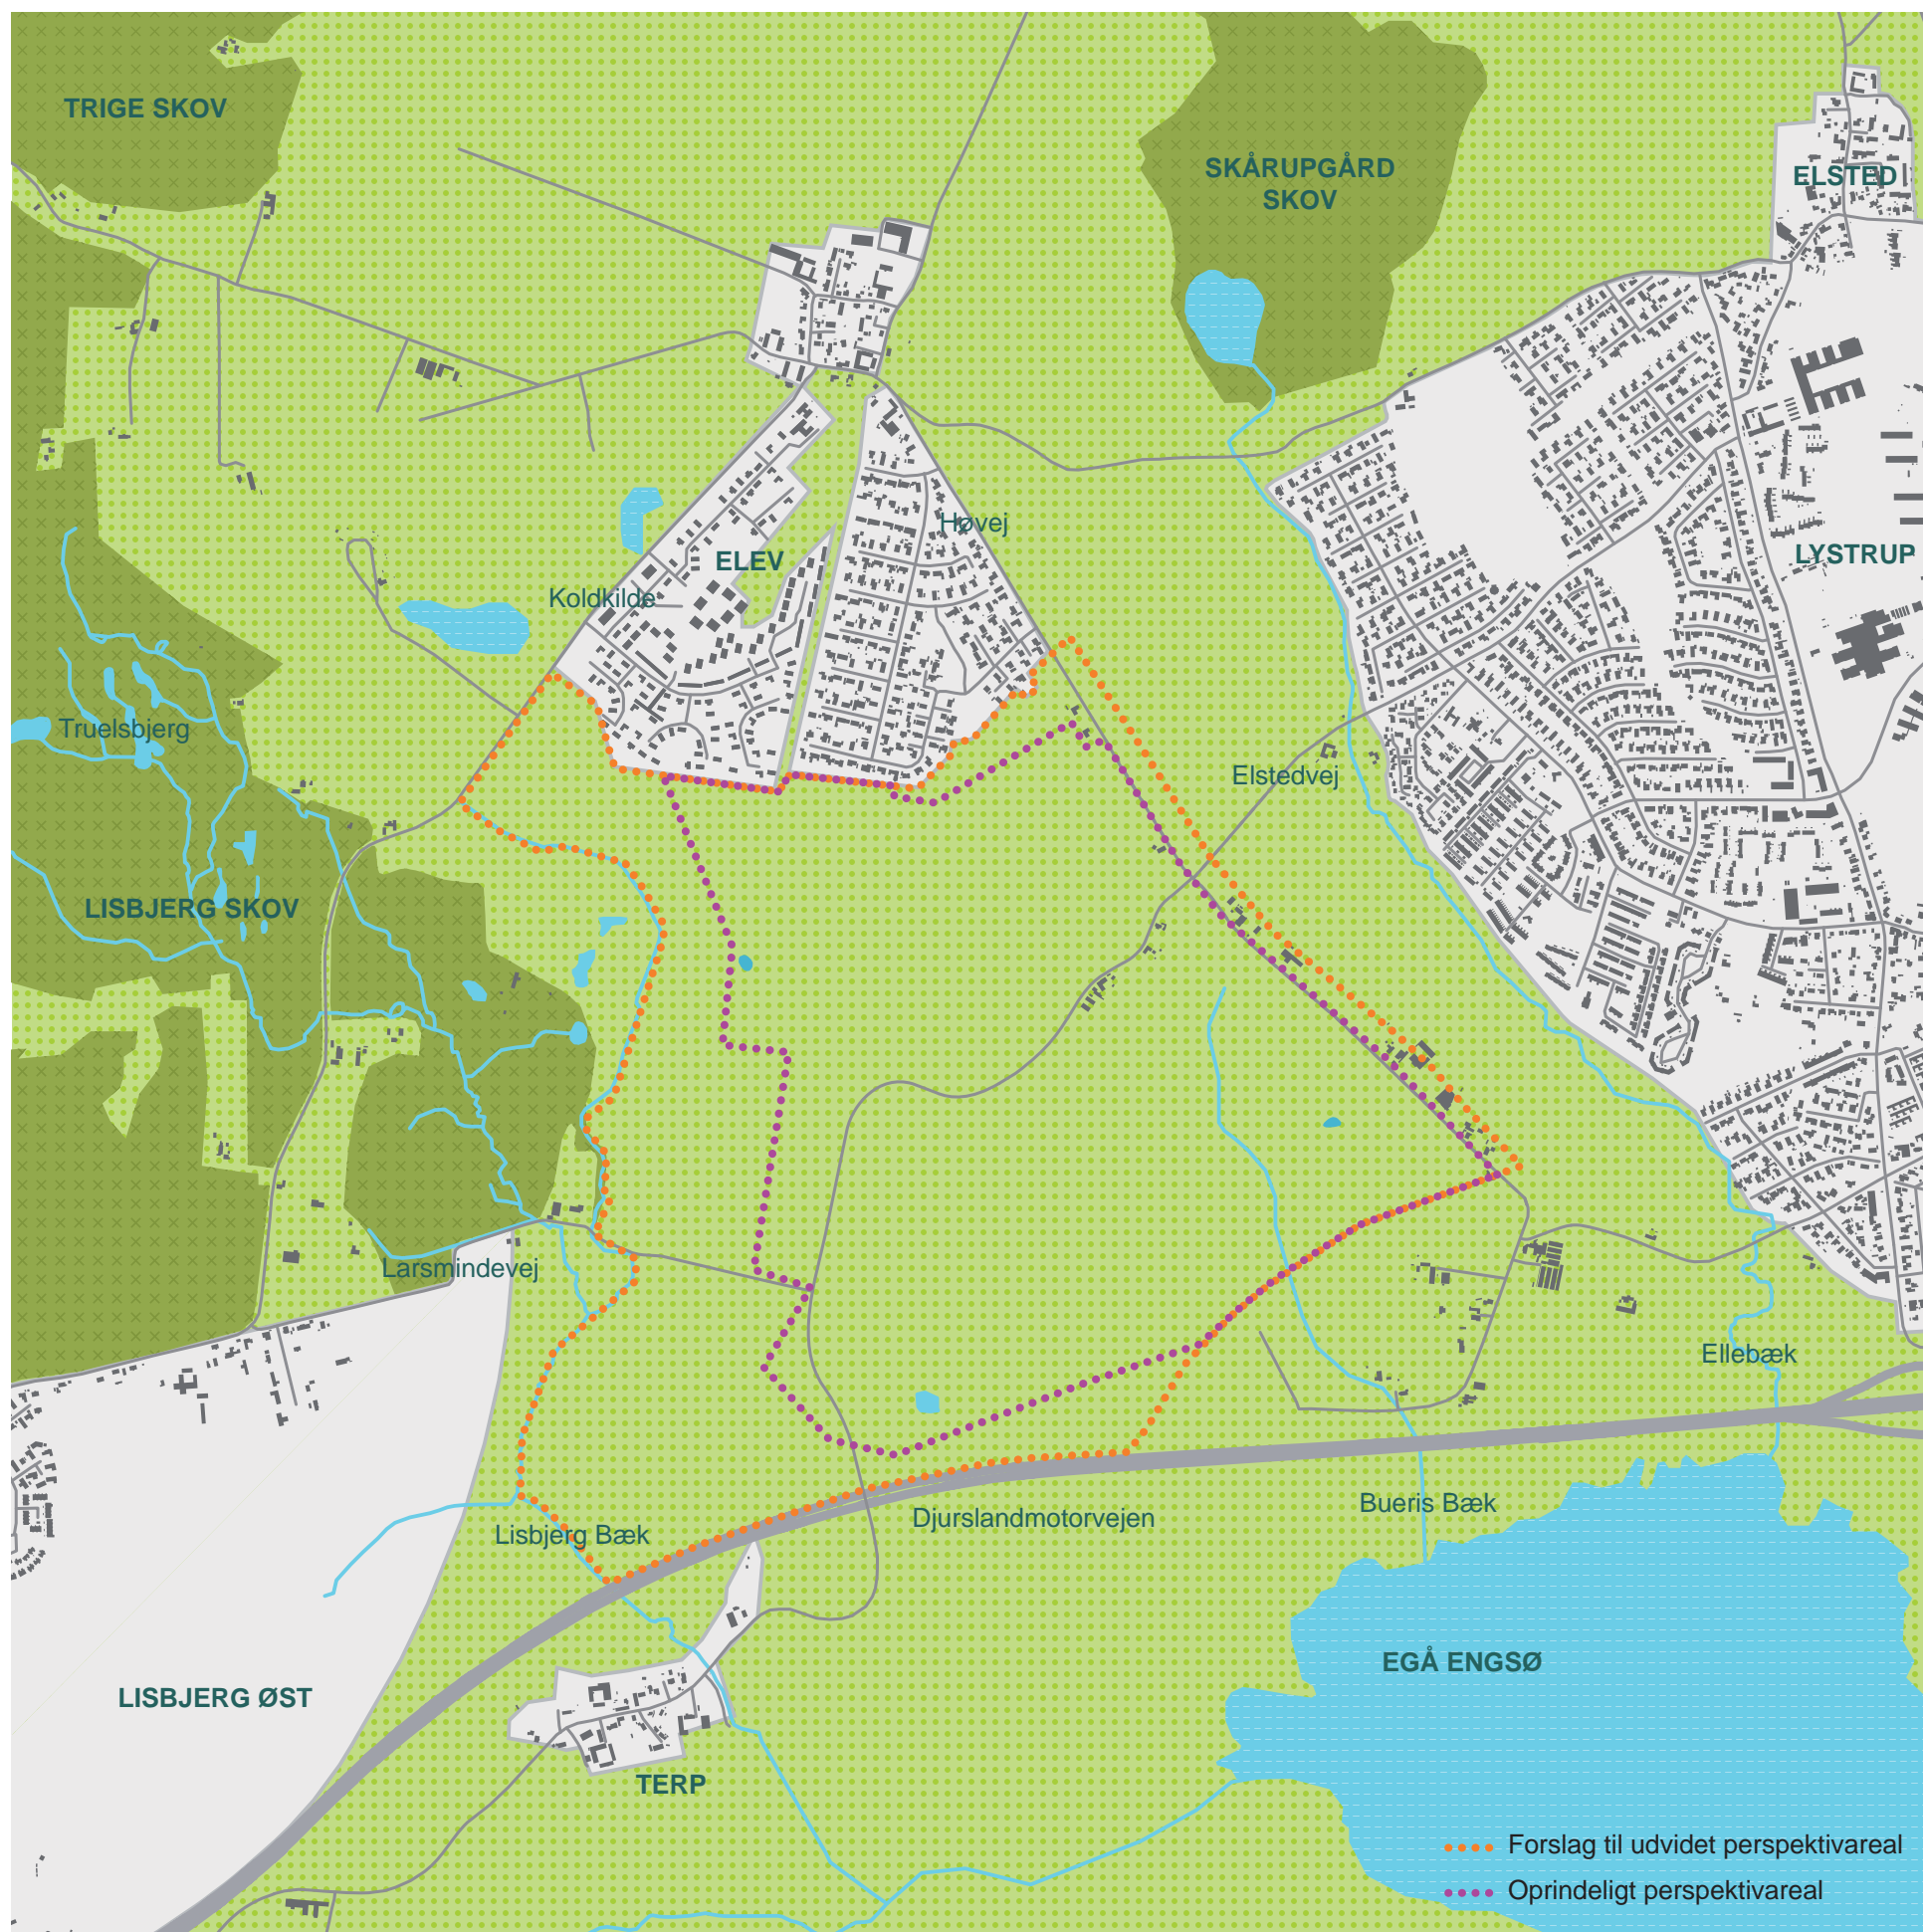 TRIGE SKOV
SKÅRUPGÅRD
SKOV
ELSTED
Høvej
ELEV
LYSTRUP
Koldkilde
Truelsbjerg
Elstedvej
LISBJERG SKOV
Larsmindevej
Ellebæk
Bueris Bæk
Djurslandmotorvejen
Lisbjerg Bæk
EGÅ ENGSØ
LISBJERG ØST
TERP
Forslag til udvidet perspektivareal
Oprindeligt perspektivareal